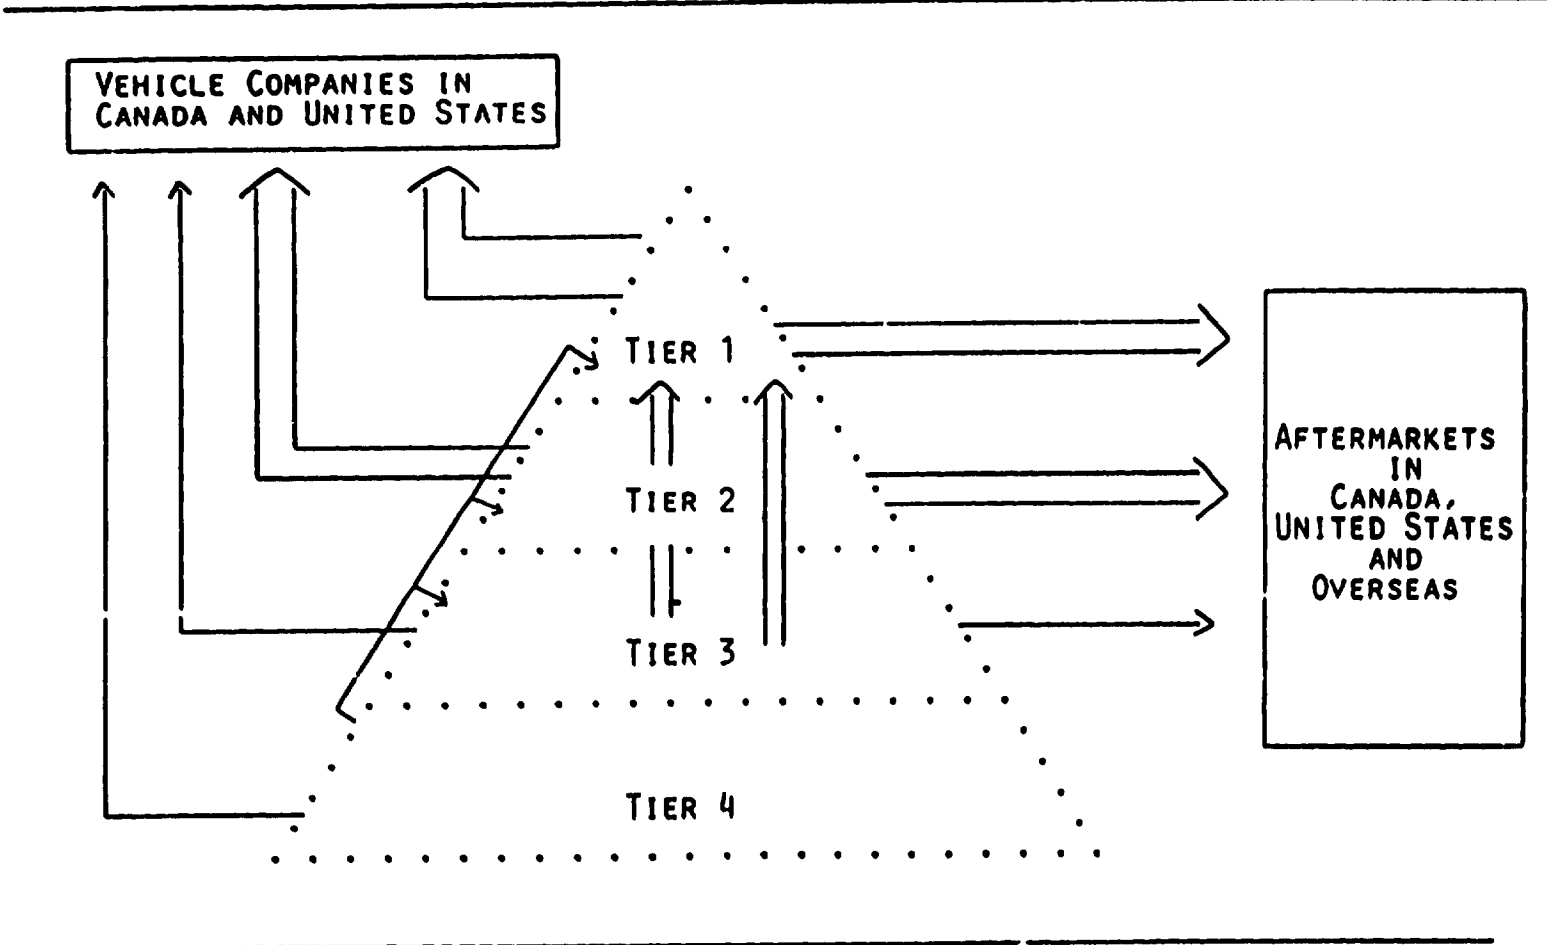 VEHICLE COMPANIES IN
CANADA AND UNITED STATES
TIER 1
TIER 2
TIER 3
TIER 4
AFTERMARKETS
IN
CANADA,
UNITED STATES
AND
OVERSEAS